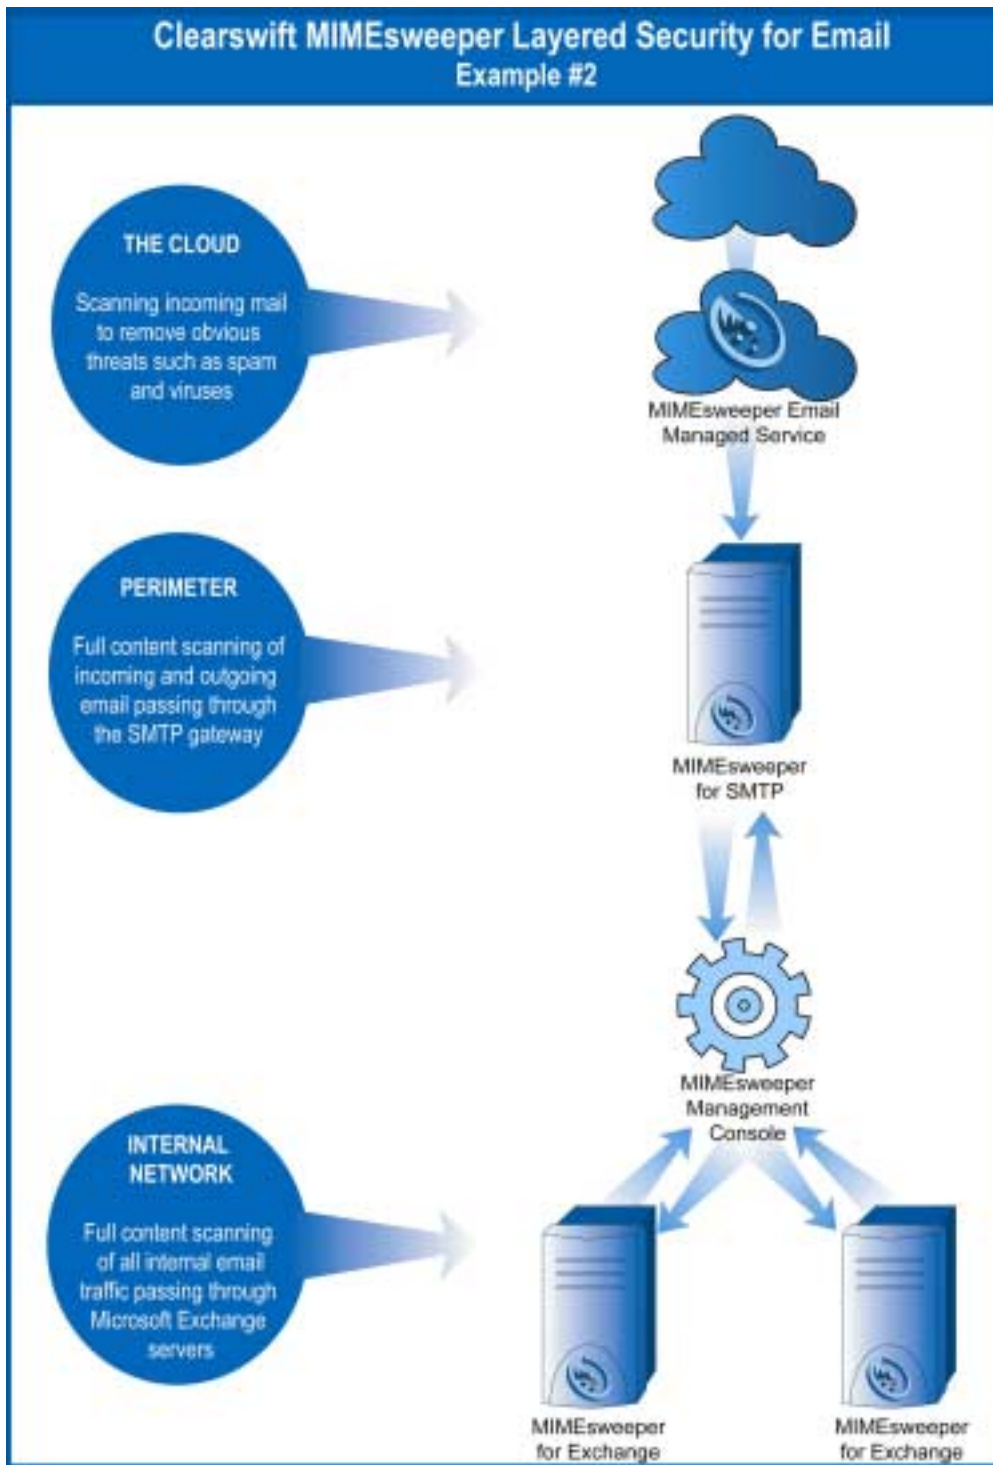 Clearswift MIMEsweeper Layered Security for Email
Example #2
THE CLOUD
Scanning incoming mail
to remove obvious
threats such as spam
and viruses
MIMEsweeper Email
Managed Service
PERIMETER
Full content scanning of
incoming and outgoing
email passing through
the SMTP gateway
MIMEsweeper
for SMTP
MIMEsweeper
Management
Console
INTERNAL
NETWORK
Full content scanning
of all internal email
traffic passing through
Microsoft Exchange
servers
MIMEsweeper
for Exchange
MIMEsweeper
for Exchange